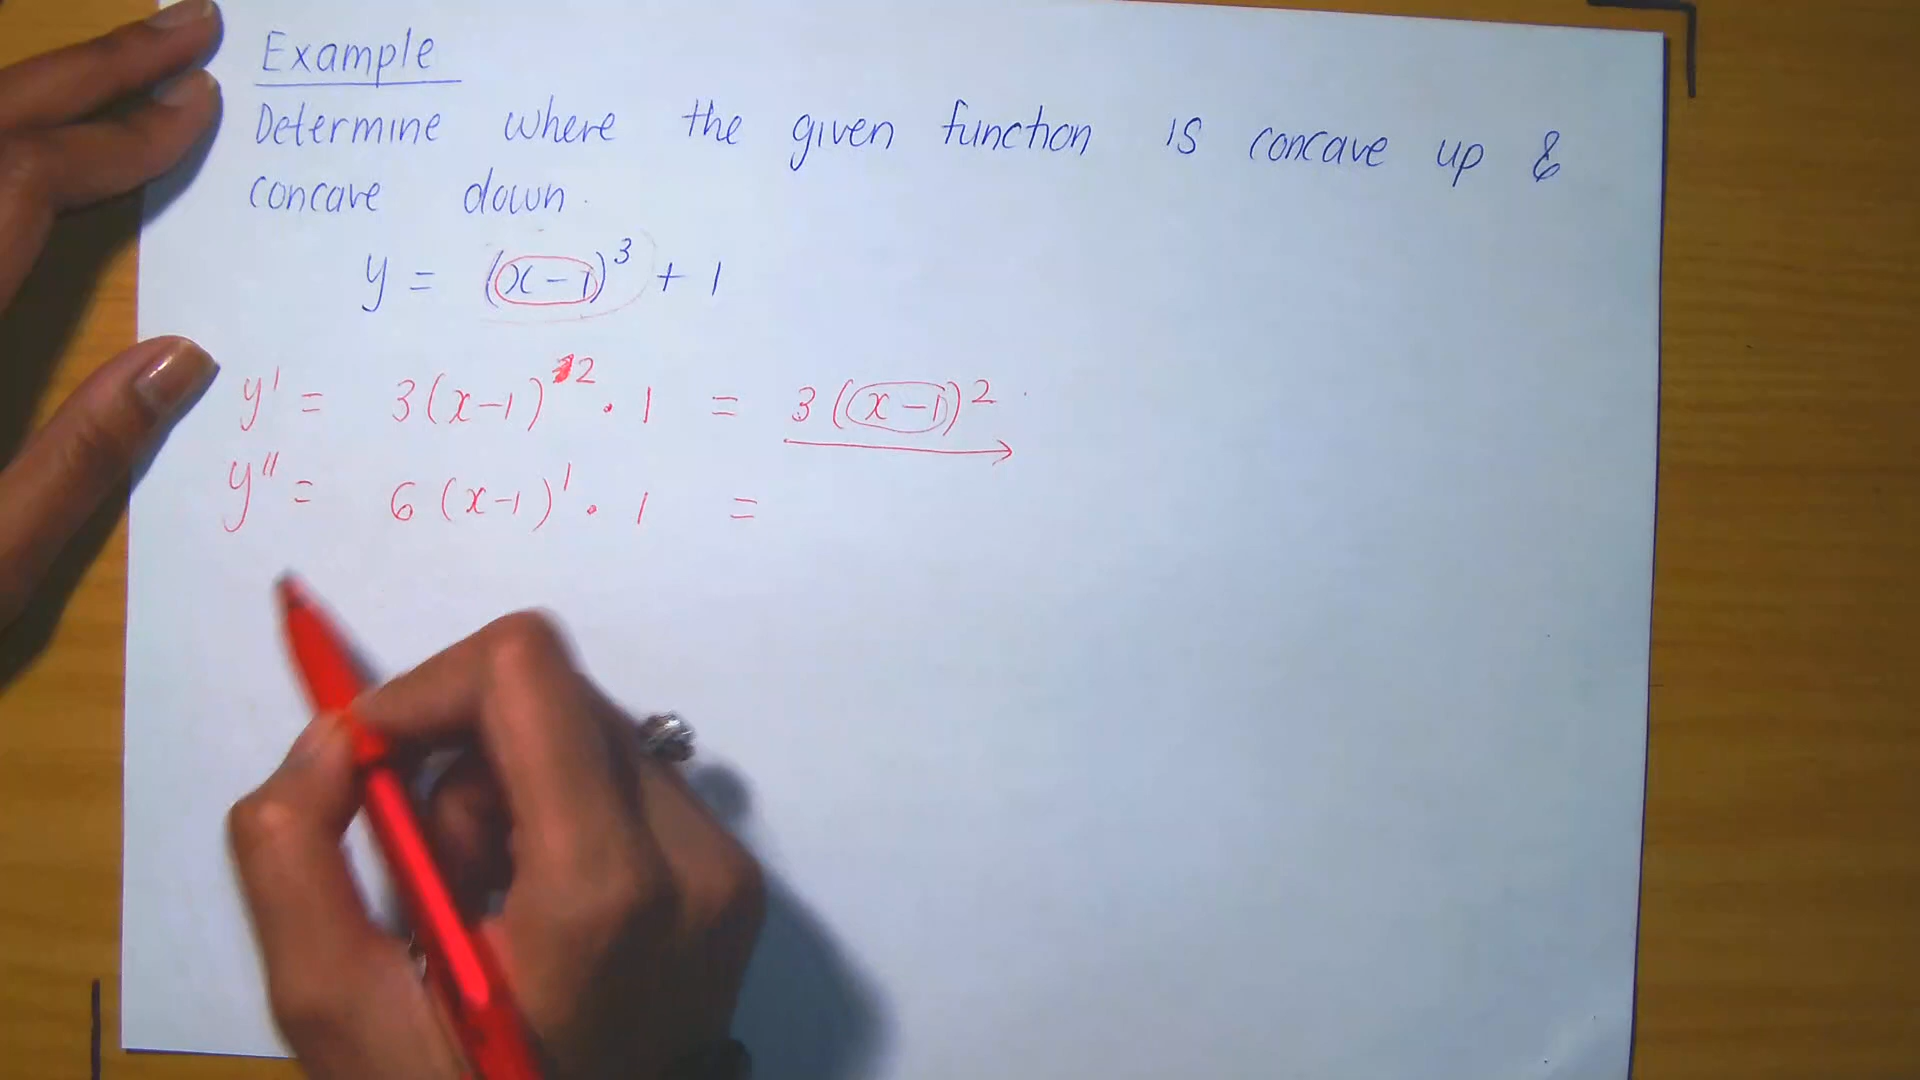 Example
Determine where the given function is concave up &
concave down.
y = (x-1)³ + 1
y' = 3(x-1)² · 1 = 3(x-1)²
y" = 6(x-1)¹ · 1 =